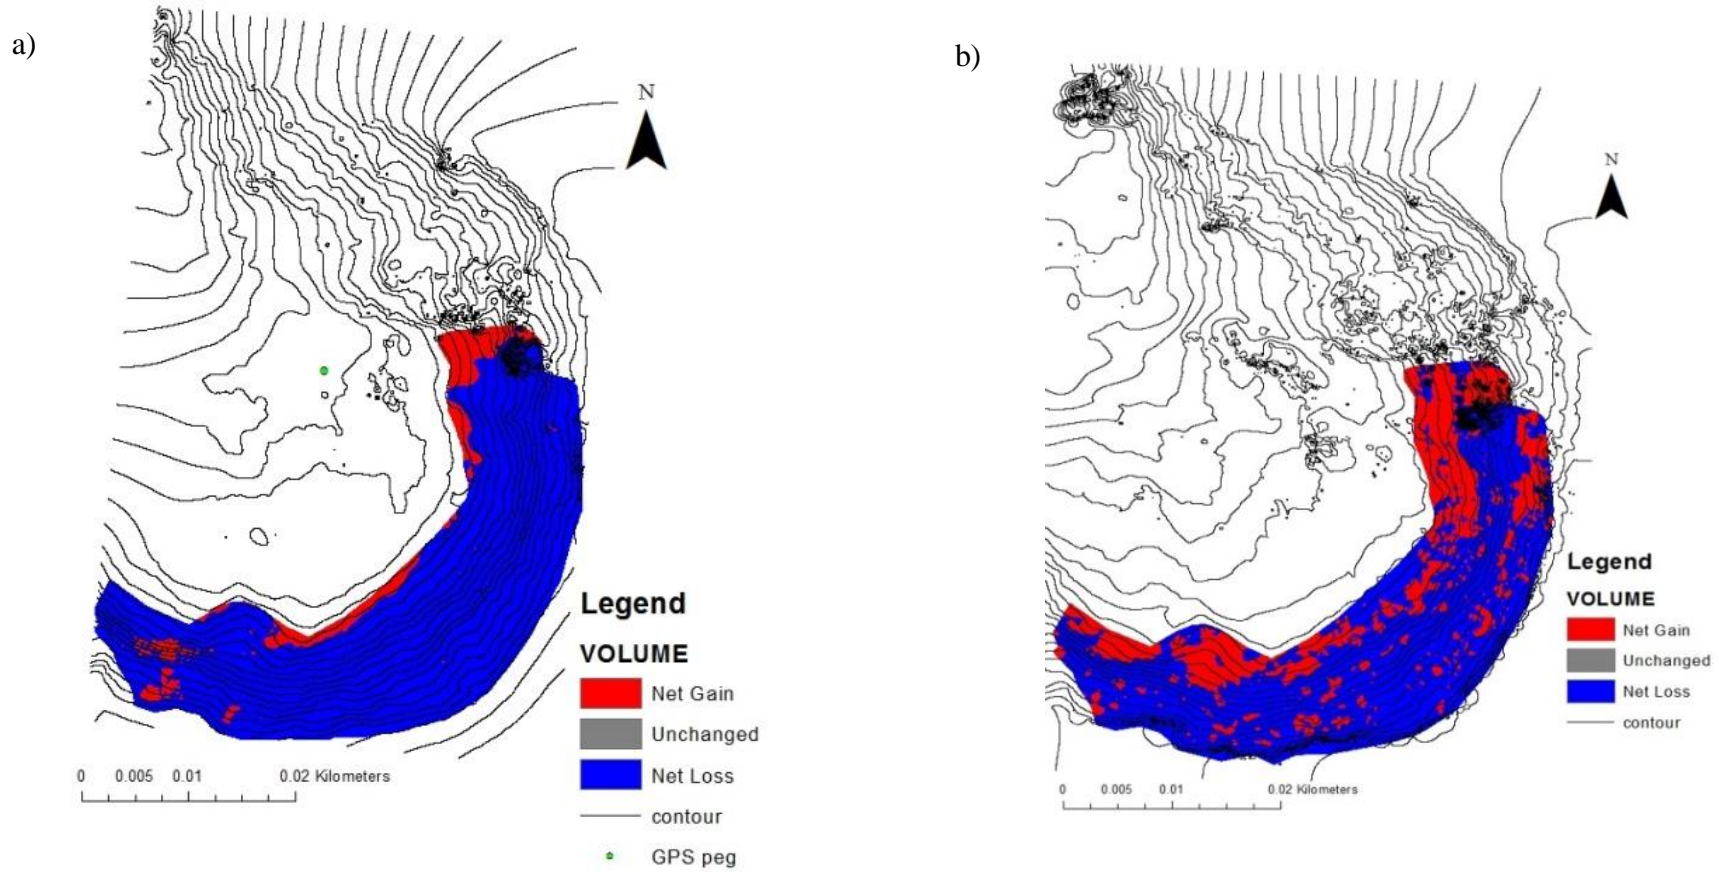 a)
N
Legend
VOLUME
Net Gain
Unchanged
Net Loss
contour
GPS peg
0 0.005 0.01 0.02 Kilometers
b)
N
Legend
VOLUME
Net Gain
Unchanged
Net Loss
contour
0 0.005 0.01 0.02 Kilometers